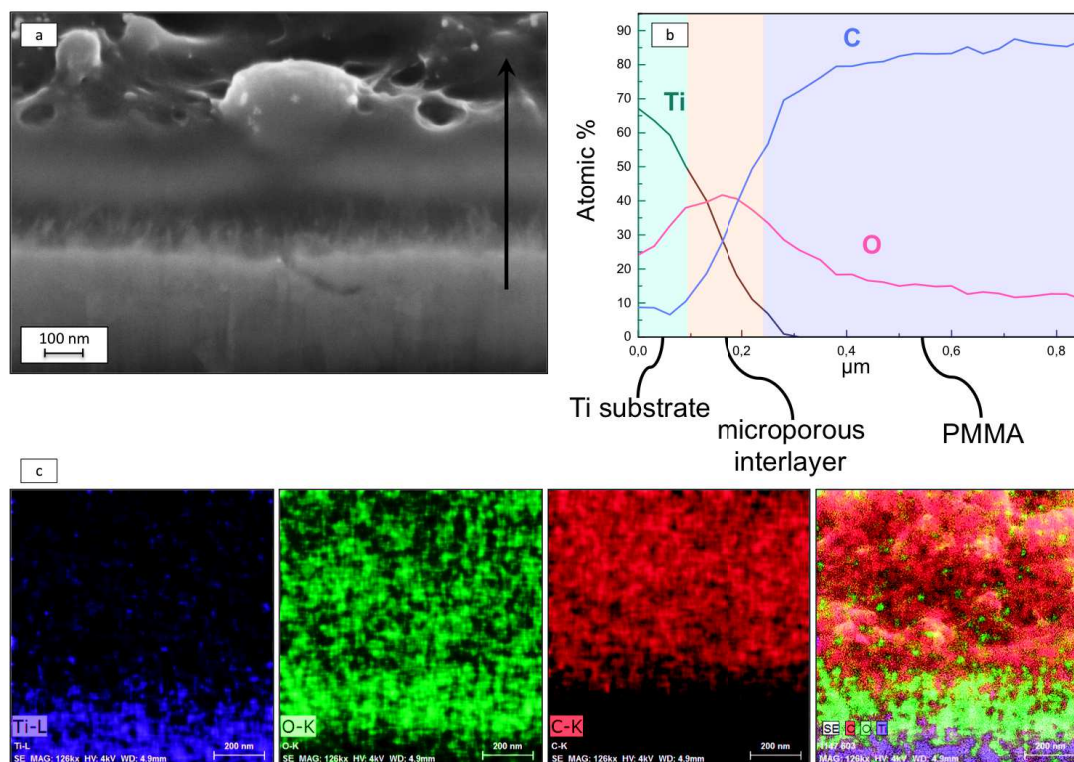 a
100 nm
b
C
Ti
O
Atomic %
90
80
70
60
50
40
30
20
10
0
0,0
0,2
0,4
0,6
0,8
µm
Ti substrate
microporous
interlayer
PMMA
c
Ti-L
Ti-L
200 nm
SE MAG: 126kx HV: 4kV WD: 4.9mm
O-K
O-K
200 nm
SE MAG: 126kx HV: 4kV WD: 4.9mm
C-K
C-K
200 nm
SE MAG: 126kx HV: 4kV WD: 4.9mm
SE
200 nm
SE MAG: 126kx HV: 4kV WD: 4.9mm